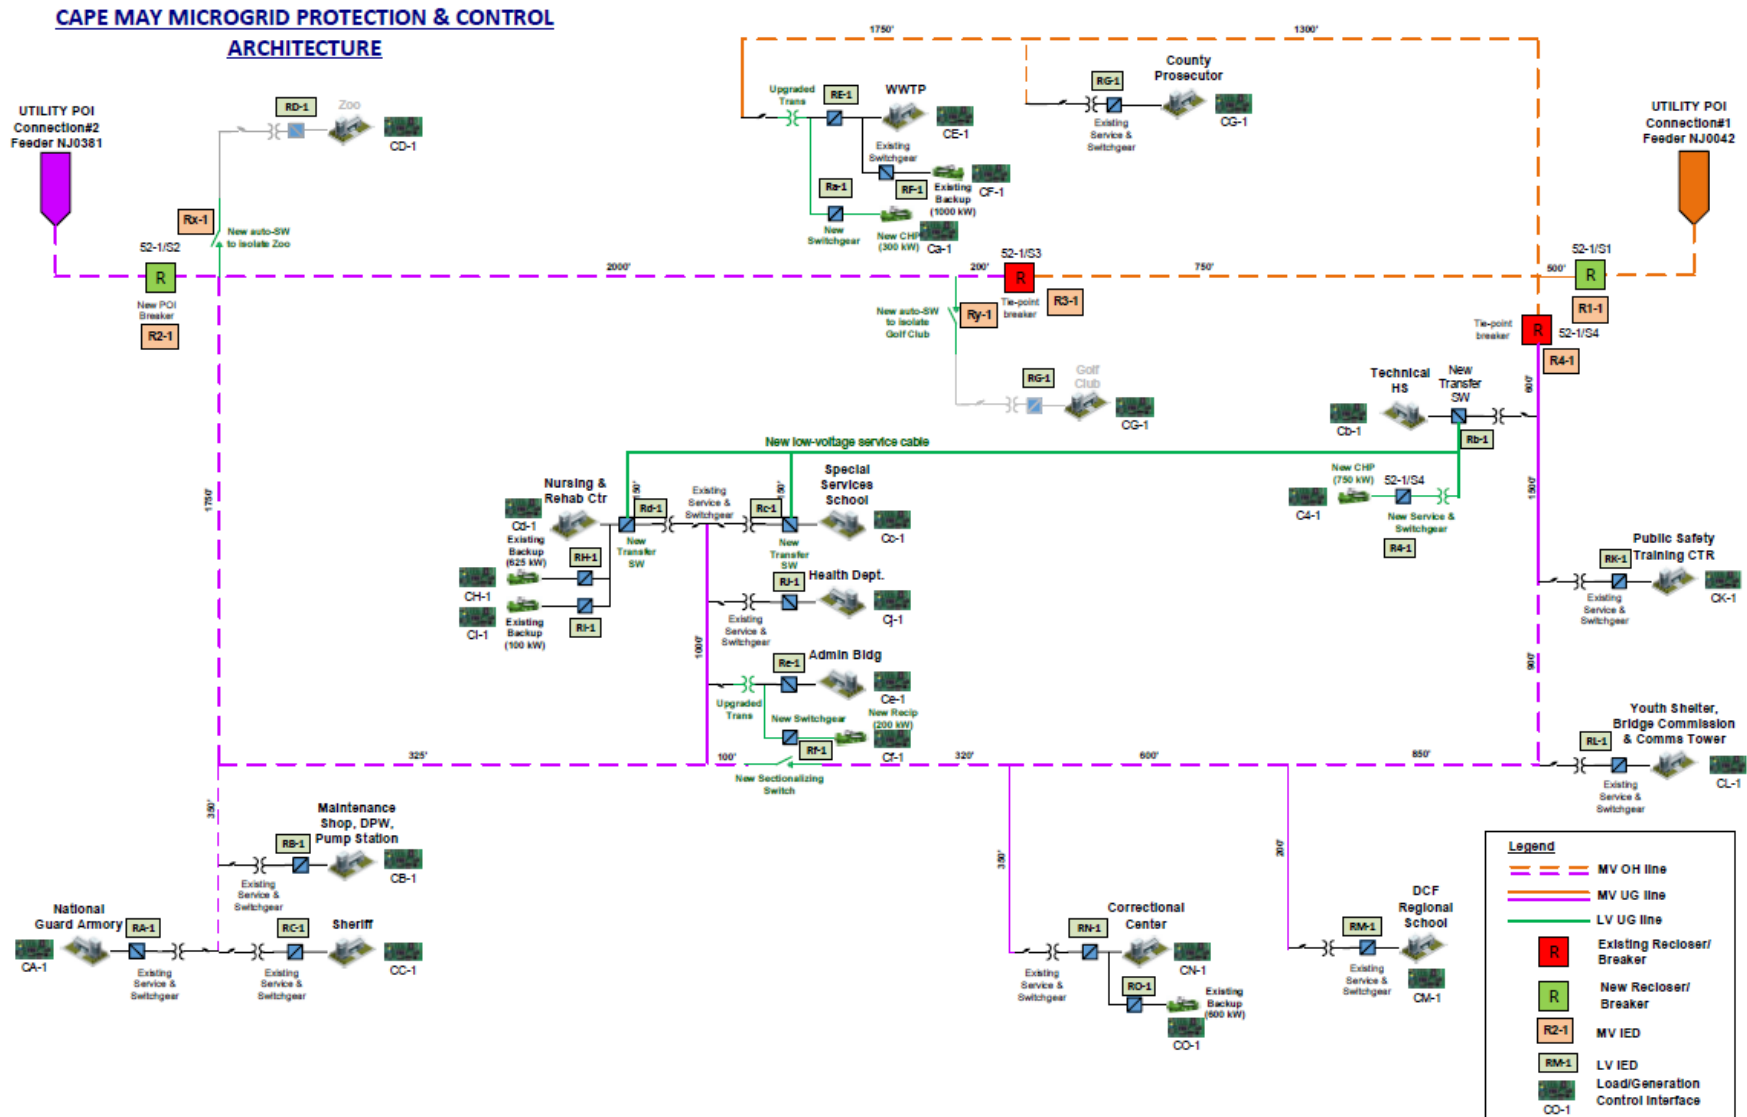 CAPE MAY MICROGRID PROTECTION & CONTROL
ARCHITECTURE
1750'
1300'
UTILITY POI
Connection#2
Feeder NJ0381
RD-1
Zoo
CD-1
Upgraded
Trans
RE-1
WWTP
CE-1
Existing
Switchgear
RG-1
County
Prosecutor
CG-1
Existing
Service &
Switchgear
UTILITY POI
Connection#1
Feeder NJ0042
Ra-1
RF-1
Existing
Backup
(1000 kW)
CF-1
New
Switchgear
New CHP
(300 kW)
Ca-1
Rx-1
New auto-SW
to isolate Zoo
52-1/S2
R
New POI
Breaker
R2-1
2000'
200'
52-1/S3
R
Tie-point
breaker
R3-1
750'
500'
52-1/S1
R
R1-1
New auto-SW
to isolate
Golf Club
Ry-1
Tie-point
breaker
R
52-1/S4
R4-1
RG-1
Golf
Club
CG-1
Technical
HS
New
Transfer
SW
600'
Cb-1
Rb-1
New low-voltage service cable
New CHP
(750 kW)
52-1/S4
C4-1
New Service &
Switchgear
R4-1
1500'
1750'
Nursing &
Rehab Ctr
150'
Existing
Service &
Switchgear
150'
Special
Services
School
Cd-1
Rd-1
Rc-1
Cc-1
Existing
Backup
(625 kW)
New
Transfer
SW
New
Transfer
SW
RH-1
CH-1
RI-1
CI-1
Existing
Backup
(100 kW)
RJ-1
Health Dept.
Cj-1
Existing
Service &
Switchgear
1000'
Re-1
Admin Bldg
Ce-1
Upgraded
Trans
New Switchgear
New Recip
(200 kW)
Rf-1
Cf-1
Public Safety
Training CTR
RK-1
CK-1
Existing
Service &
Switchgear
900'
Youth Shelter,
Bridge Commission
& Comms Tower
RL-1
CL-1
Existing
Service &
Switchgear
325'
100'
New Sectionalizing
Switch
320'
600'
850'
350'
Maintenance
Shop, DPW,
Pump Station
RB-1
CB-1
Existing
Service &
Switchgear
National
Guard Armory
RA-1
CA-1
Existing
Service &
Switchgear
RC-1
Sheriff
CC-1
Existing
Service &
Switchgear
350'
Correctional
Center
RN-1
CN-1
Existing
Service &
Switchgear
RO-1
Existing
Backup
(600 kW)
CO-1
200'
DCF
Regional
School
RM-1
CM-1
Existing
Service &
Switchgear
Legend
MV OH line
MV UG line
LV UG line
R
Existing Recloser/
Breaker
R
New Recloser/
Breaker
R2-1
MV IED
RM-1
LV IED
CO-1
Load/Generation
Control Interface